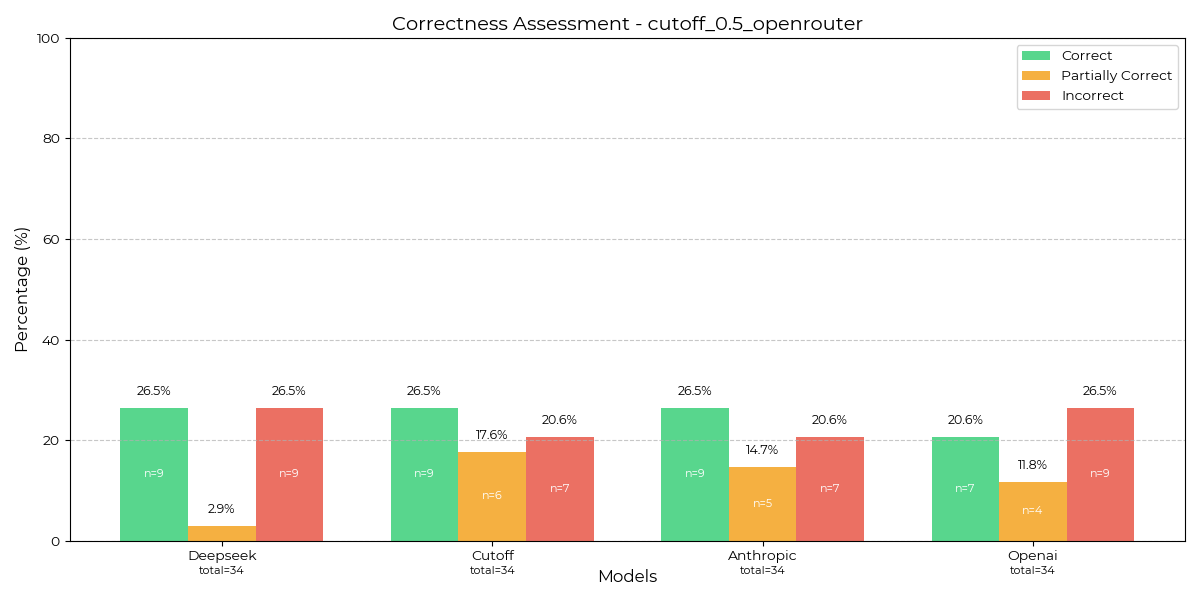 Correctness Assessment - cutoff_0.5_openrouter
100
Correct
Partially Correct
Incorrect
80
60
40
20
0
Percentage (%)
26.5%
2.9%
26.5%
26.5%
17.6%
20.6%
26.5%
14.7%
20.6%
20.6%
11.8%
26.5%
n=9
n=9
n=9
n=6
n=7
n=9
n=5
n=7
n=7
n=4
n=9
Deepseek
total=34
Cutoff
total=34
Anthropic
total=34
Openai
total=34
Models